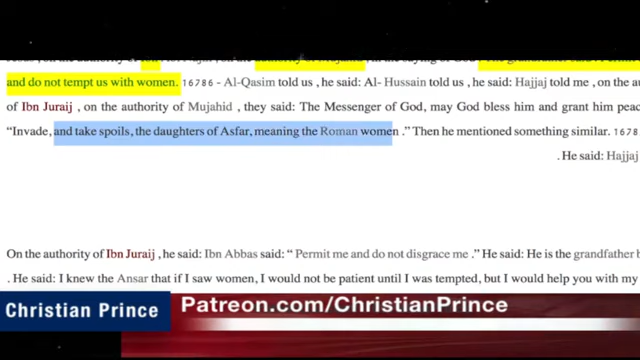 and do not tempt us with women. 16786 - Al-Qasim told us, he said: Al- Hussain told us, he said: Hajjaj told me, on the au
of Ibn Juraij, on the authority of Mujahid, they said: The Messenger of God, may God bless him and grant him peac
“Invade, and take spoils, the daughters of Asfar, meaning the Roman women .” Then he mentioned something similar. 1678
. He said: Hajjaj
On the authority of Ibn Juraij, he said: Ibn Abbas said: “ Permit me and do not disgrace me .” He said: He is the grandfather b
. He said: I knew the Ansar that if I saw women, I would not be patient until I was tempted, but I would help you with my
Christian Prince
Patreon.com/ChristianPrince